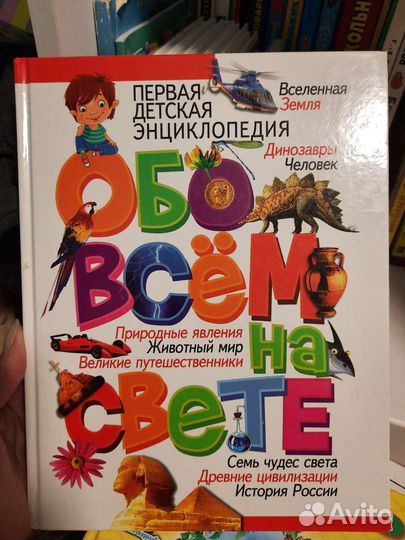 ПЕРВАЯ
ДЕТСКАЯ
ЭНЦИКЛОПЕДИЯ
Вселенная
Земля
Динозавры
Человек
ОБО
ВСЁМ
Природные явления
Животный мир
Великие путешественники
НА
СВЕТЕ
Семь чудес света
Древние цивилизации
История России
Avito